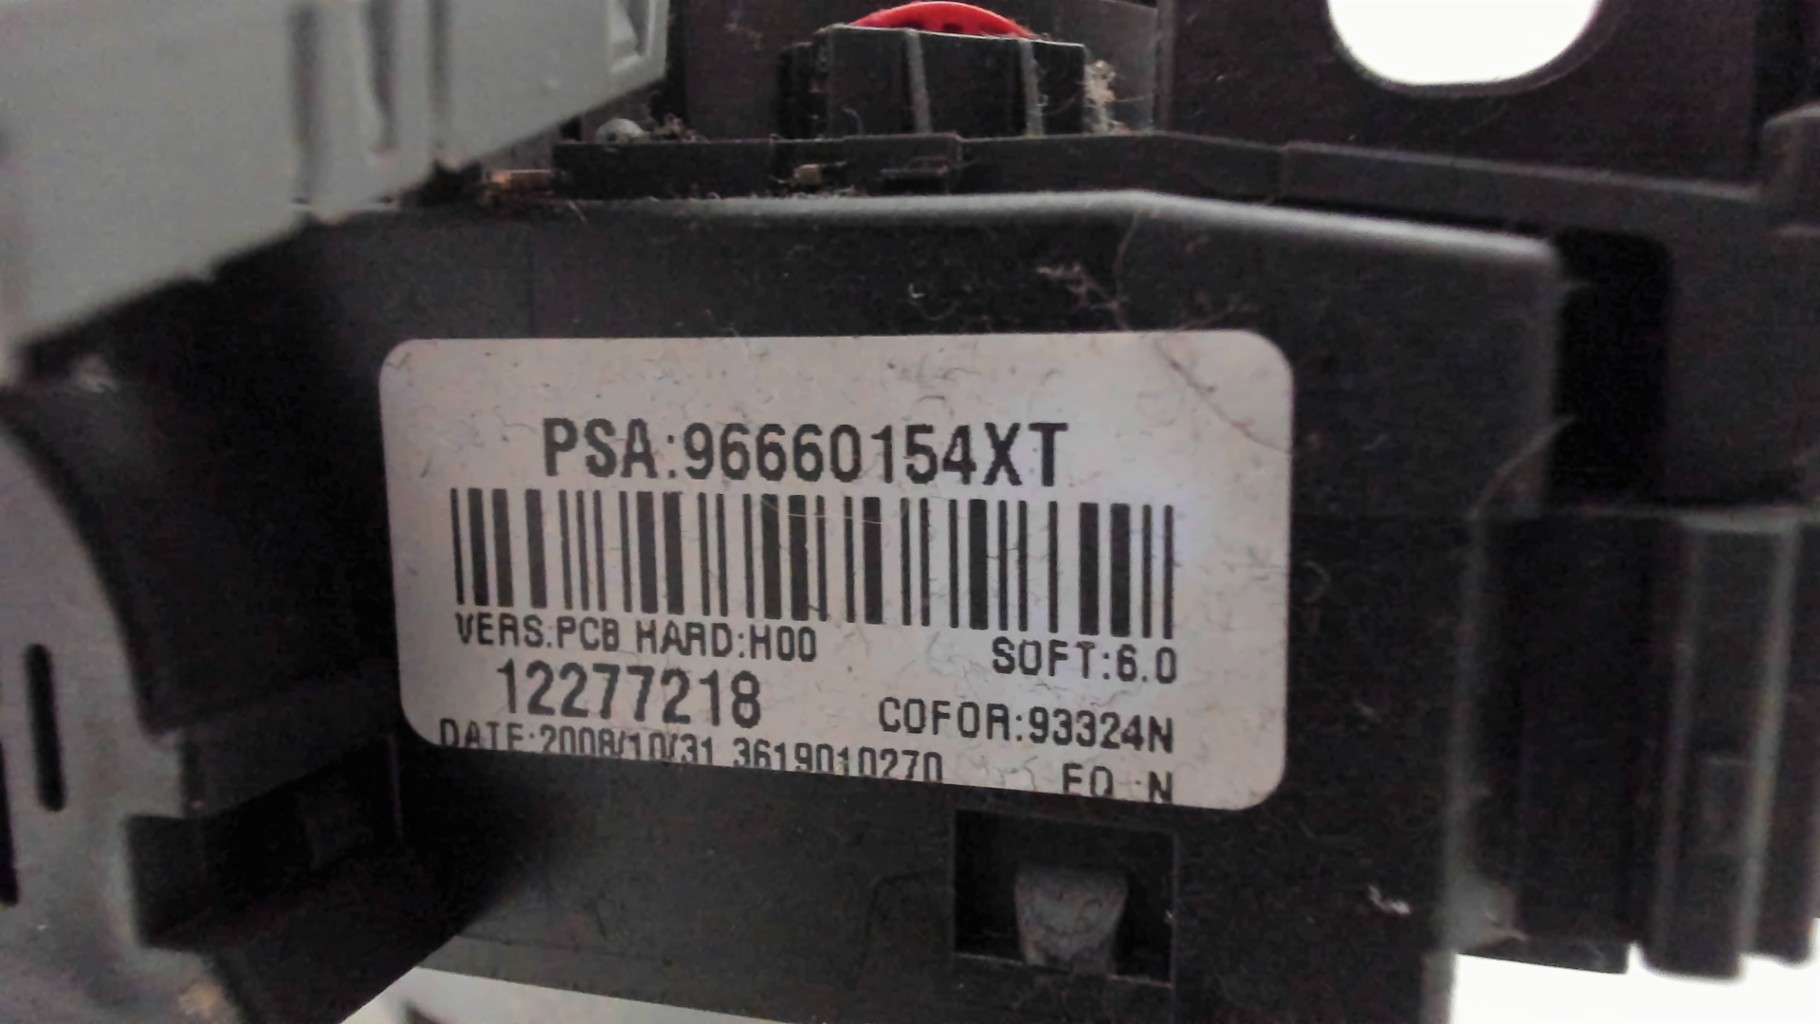 PSA:96660154XT
VERS:PCB HARD:H00 SOFT:6.0
12277218 COFOR:93324N
DATE:2008/10/31 3619010270 EQ :N